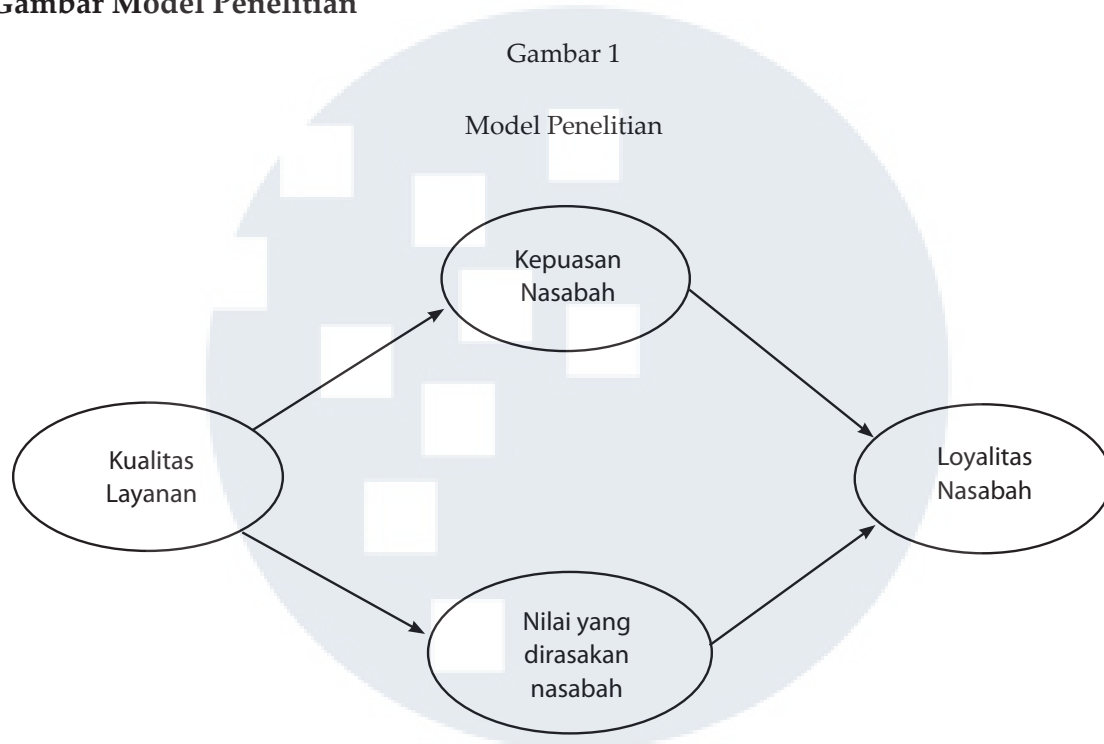 Gambar Model Penelitian
Gambar 1
Model Penelitian
Kepuasan
Nasabah
Kualitas
Layanan
Loyalitas
Nasabah
Nilai yang
dirasakan
nasabah